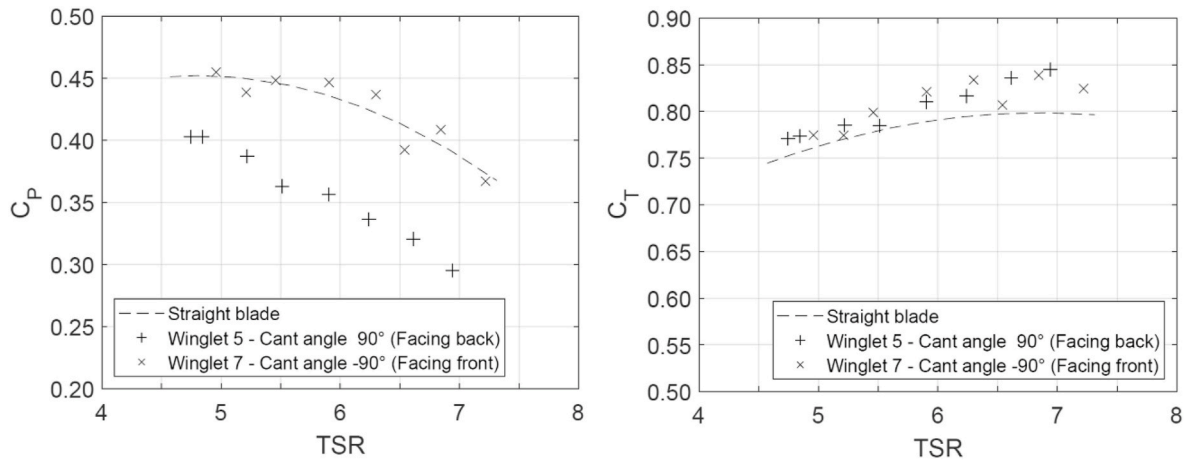 0.50
0.45
0.40
0.35
0.30
0.25
0.20
C_P
Straight blade
Winglet 5 - Cant angle 90° (Facing back)
Winglet 7 - Cant angle -90° (Facing front)
4 5 6 7 8
TSR
0.90
0.85
0.80
0.75
0.70
0.65
0.60
0.55
0.50
C_T
Straight blade
Winglet 5 - Cant angle 90° (Facing back)
Winglet 7 - Cant angle -90° (Facing front)
4 5 6 7 8
TSR